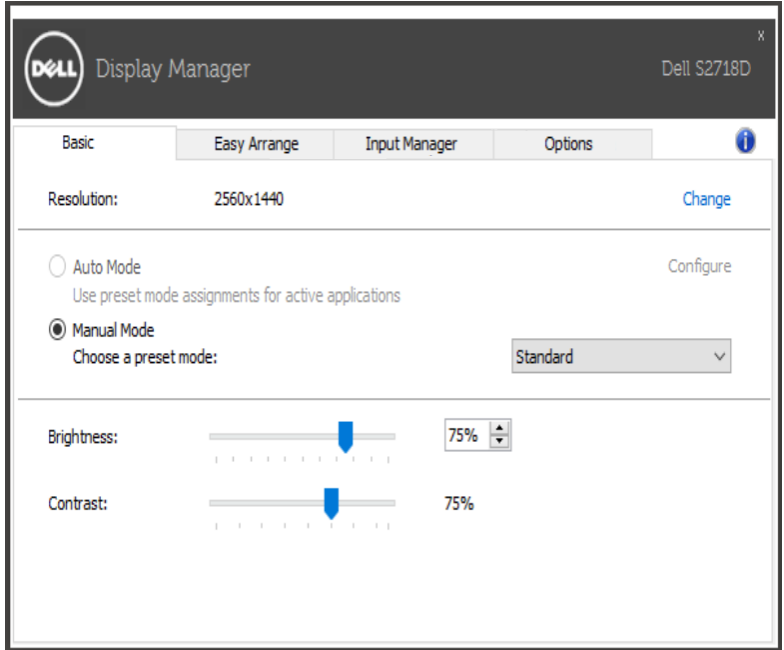 x
DELL
Display Manager
Dell S2718D
Basic
Easy Arrange
Input Manager
Options
i
Resolution:
2560x1440
Change
Auto Mode
Configure
Use preset mode assignments for active applications
Manual Mode
Choose a preset mode:
Standard
Brightness:
75%
Contrast:
75%